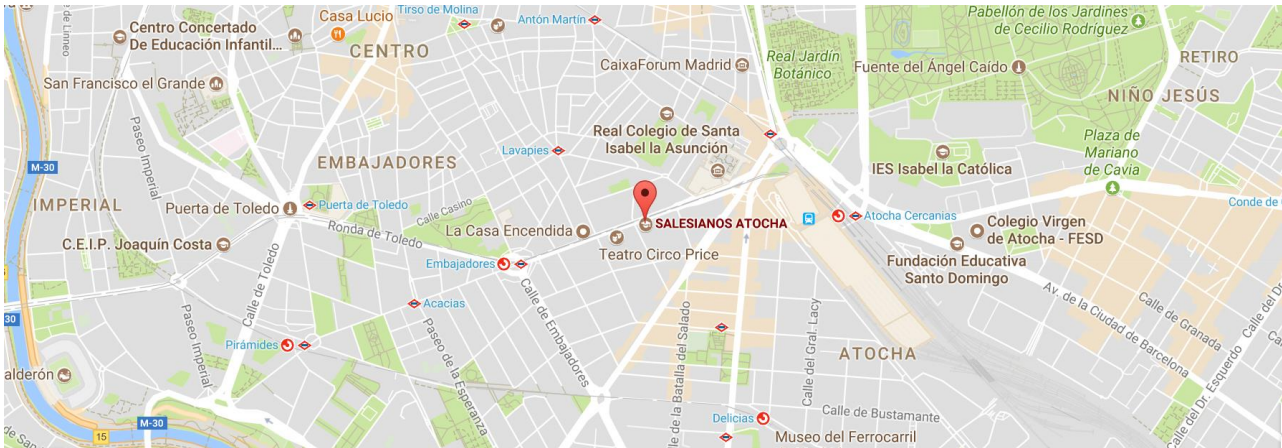 Tirso de Molina
Antón Martín
Casa Lucio
Centro Concertado
De Educación Infantil...
CENTRO
San Francisco el Grande
CaixaForum Madrid
Real Jardín
Botánico
Pabellón de los Jardines
de Cecilio Rodríguez
Fuente del Ángel Caído
RETIRO
NIÑO JESÚS
Real Colegio de Santa
Isabel la Asunción
Plaza de
Mariano
de Cavia
Lavapies
EMBAJADORES
Paseo Imperial
M-30
IMPERIAL
IES Isabel la Católica
Puerta de Toledo
Puerta de Toledo
Calle Casino
Ronda de Toledo
La Casa Encendida
SALESIANOS ATOCHA
Teatro Circo Price
Atocha Cercanias
Conde de
Colegio Virgen
de Atocha - FESD
Fundación Educativa
Santo Domingo
C.E.I.P. Joaquín Costa
Embajadores
Acacias
Calle de Toledo
Paseo Imperial
Pirámides
Paseo de la Esperanza
Calle de Embajadores
lle de la Batalla del Salado
Calle del Gral. Lacy
ATOCHA
Av. de la Ciudad de Barcelona
Calle de Granada
Calle del Dr. Esquerdo
Calle del Dr
30
alderón
M-30
15
Delicias
Calle de Bustamante
Museo del Ferrocarril